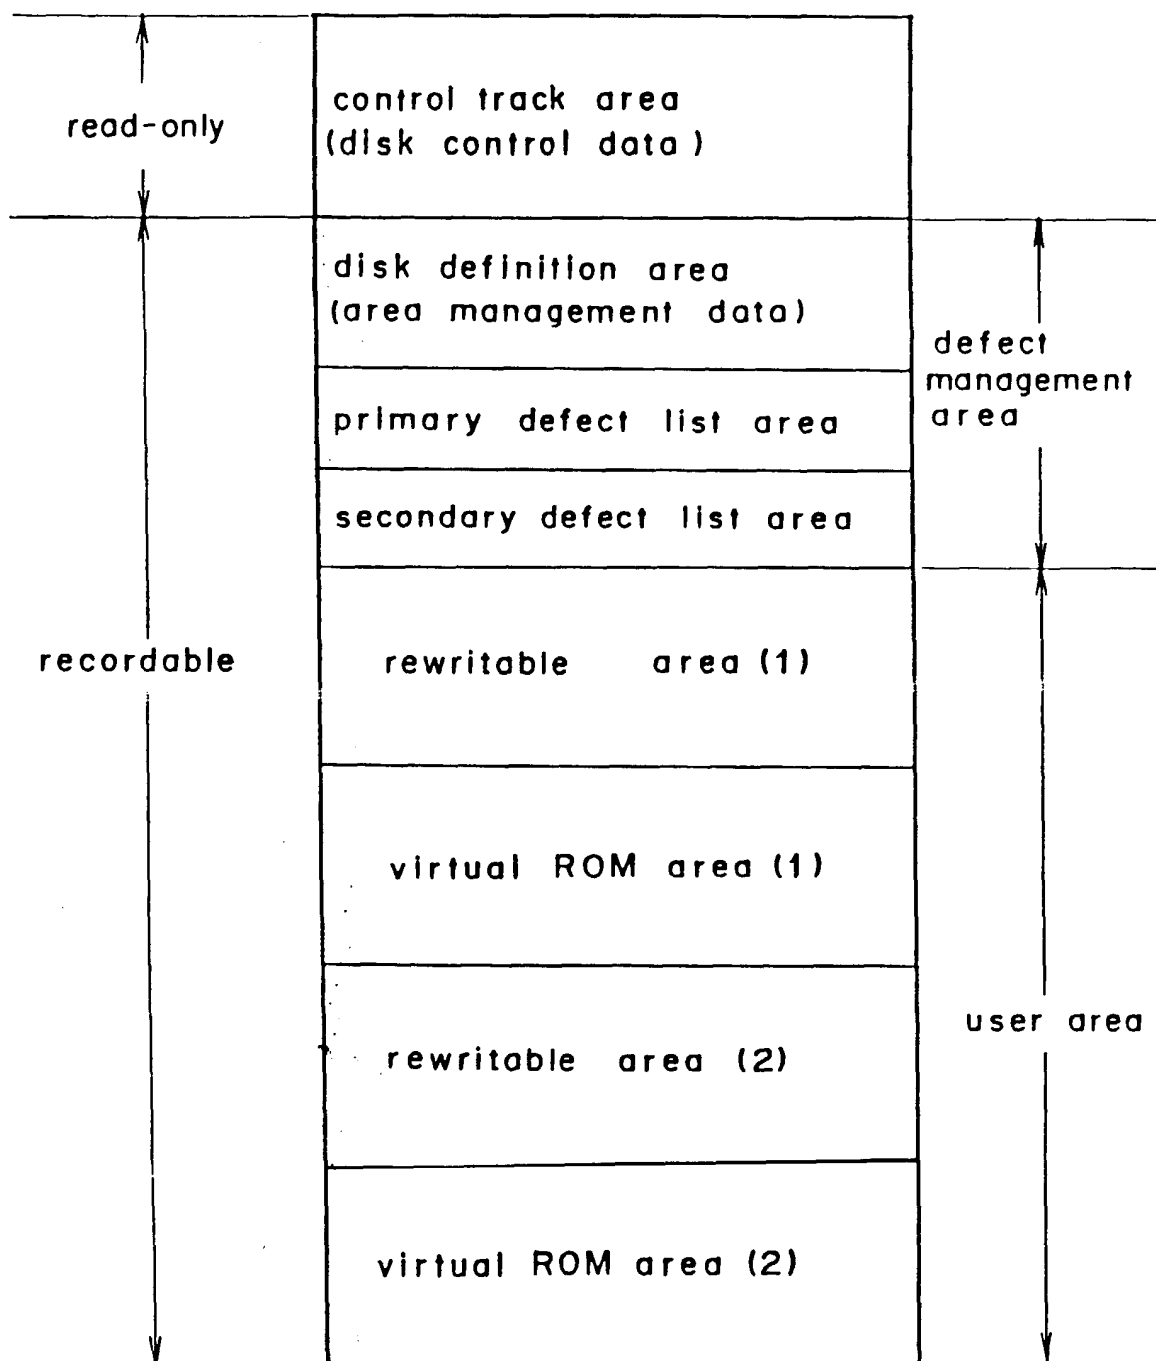 control track area
(disk control data)
read-only
disk definition area
(area management data)
defect
management
area
primary defect list area
secondary defect list area
recordable
rewritable area (1)
virtual ROM area (1)
user area
rewritable area (2)
virtual ROM area (2)